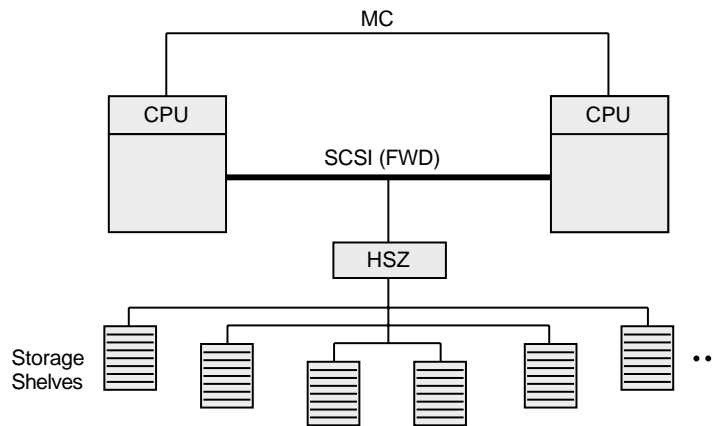 MC
CPU
CPU
SCSI (FWD)
HSZ
Storage
Shelves